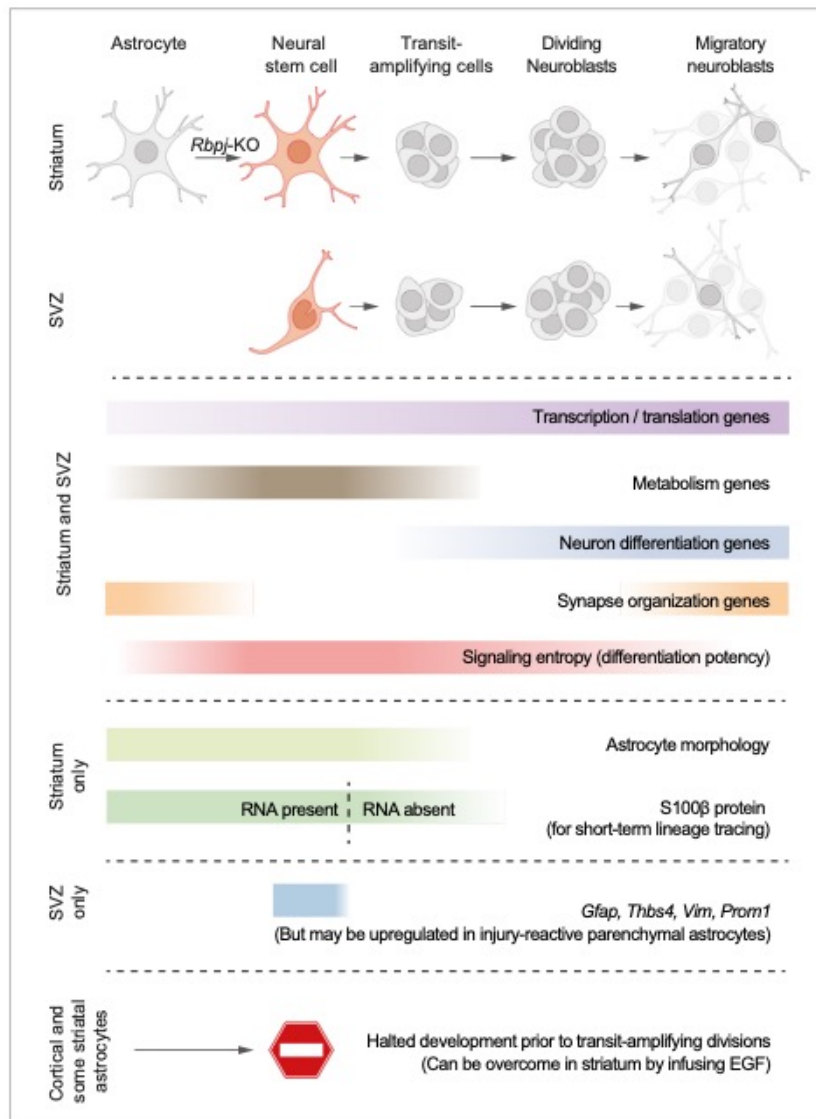 Astrocyte
Neural
stem cell
Transit-
amplifying cells
Dividing
Neuroblasts
Migratory
neuroblasts
Striatum
Rbpj-KO
SVZ
Striatum and SVZ
Transcription / translation genes
Metabolism genes
Neuron differentiation genes
Synapse organization genes
Signaling entropy (differentiation potency)
Striatum
only
Astrocyte morphology
RNA present
RNA absent
S100β protein
(for short-term lineage tracing)
SVZ
only
Gfap, Thbs4, Vim, Prom1
(But may be upregulated in injury-reactive parenchymal astrocytes)
Cortical and
some striatal
astrocytes
Halted development prior to transit-amplifying divisions
(Can be overcome in striatum by infusing EGF)